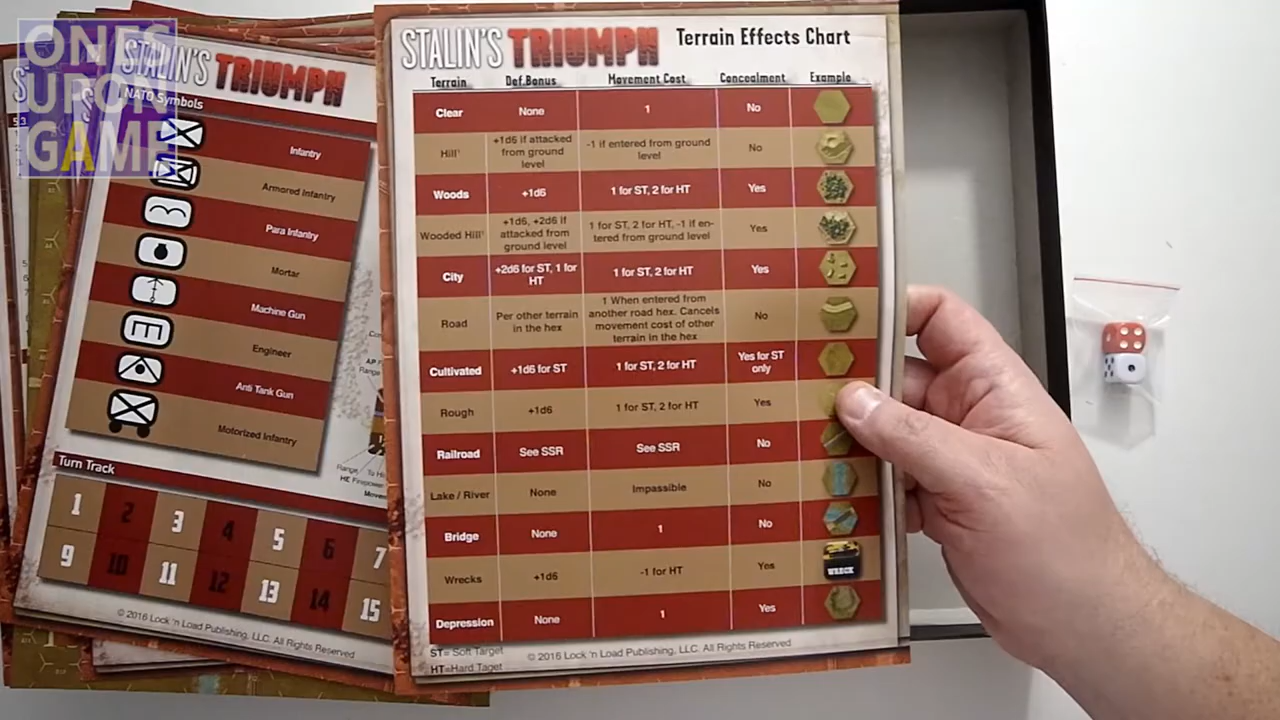 ONES
UPON
GAME
STALIN'S TRIUMPH
NATO Symbols
Infantry
Armored Infantry
Para Infantry
Mortar
Machine Gun
Engineer
Anti Tank Gun
Motorized Infantry
Range
HE Firepower
Turn Track
1 2 3 4 5 6 7
9 10 11 12 13 14 15
© 2016 Lock 'n Load Publishing, LLC. All Rights Reserved
STALIN'S TRIUMPH Terrain Effects Chart
Terrain Def.Bonus Movement Cost Concealment Example
Clear None 1 No
Hill¹ +1d6 if attacked from ground level -1 if entered from ground level No
Woods +1d6 1 for ST, 2 for HT Yes
Wooded Hill¹ +1d6, +2d6 if attacked from ground level 1 for ST, 2 for HT, -1 if en-
tered from ground level Yes
City +2d6 for ST, 1 for HT 1 for ST, 2 for HT Yes
Road Per other terrain in the hex 1 When entered from another road hex. Cancels movement cost of other terrain in the hex No
Cultivated +1d6 for ST 1 for ST, 2 for HT Yes for ST only
Rough +1d6 1 for ST, 2 for HT Yes
Railroad See SSR See SSR No
Lake / River None Impassible No
Bridge None 1 No
Wrecks +1d6 -1 for HT Yes
WRECK
Depression None 1 Yes
ST= Soft Target
HT=Hard Taget
© 2016 Lock 'n Load Publishing, LLC. All Rights Reserved